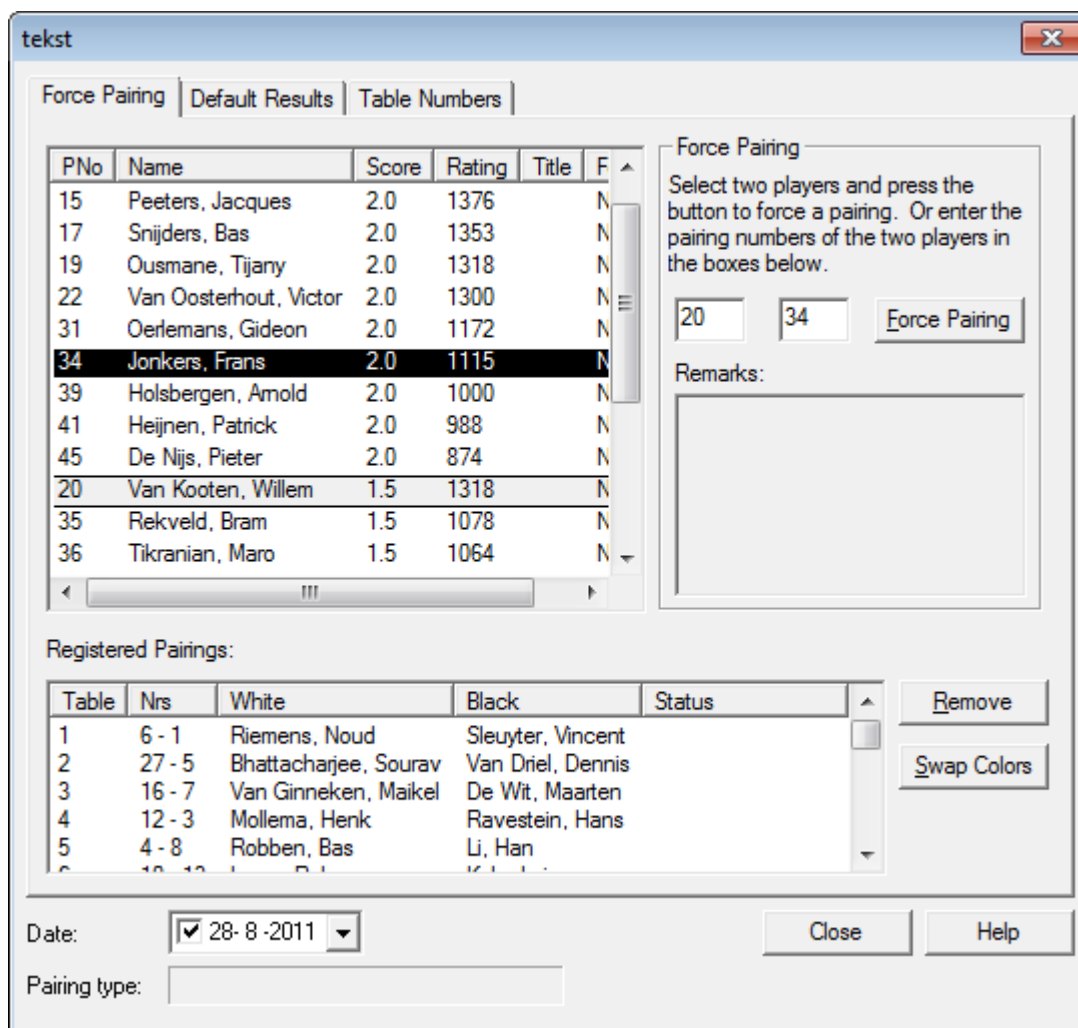 tekst
Force Pairing Default Results Table Numbers
PNo Name Score Rating Title F
15 Peeters, Jacques 2.0 1376 N
17 Snijders, Bas 2.0 1353 N
19 Ousmane, Tijany 2.0 1318 N
22 Van Oosterhout, Victor 2.0 1300 N
31 Oerlemans, Gideon 2.0 1172 N
34 Jonkers, Frans 2.0 1115 N
39 Holsbergen, Arnold 2.0 1000 N
41 Heijnen, Patrick 2.0 988 N
45 De Nijs, Pieter 2.0 874 N
20 Van Kooten, Willem 1.5 1318 N
35 Rekveld, Bram 1.5 1078 N
36 Tikranian, Maro 1.5 1064 N
Force Pairing
Select two players and press the
button to force a pairing. Or enter the
pairing numbers of the two players in
the boxes below.
20 34 Force Pairing
Remarks:
Registered Pairings:
Table Nrs White Black Status
1 6 - 1 Riemens, Noud Sleuyter, Vincent
2 27 - 5 Bhattacharjee, Sourav Van Driel, Dennis
3 16 - 7 Van Ginneken, Maikel De Wit, Maarten
4 12 - 3 Mollema, Henk Ravestein, Hans
5 4 - 8 Robben, Bas Li, Han
Remove
Swap Colors
Date: 28- 8 -2011 Close Help
Pairing type: